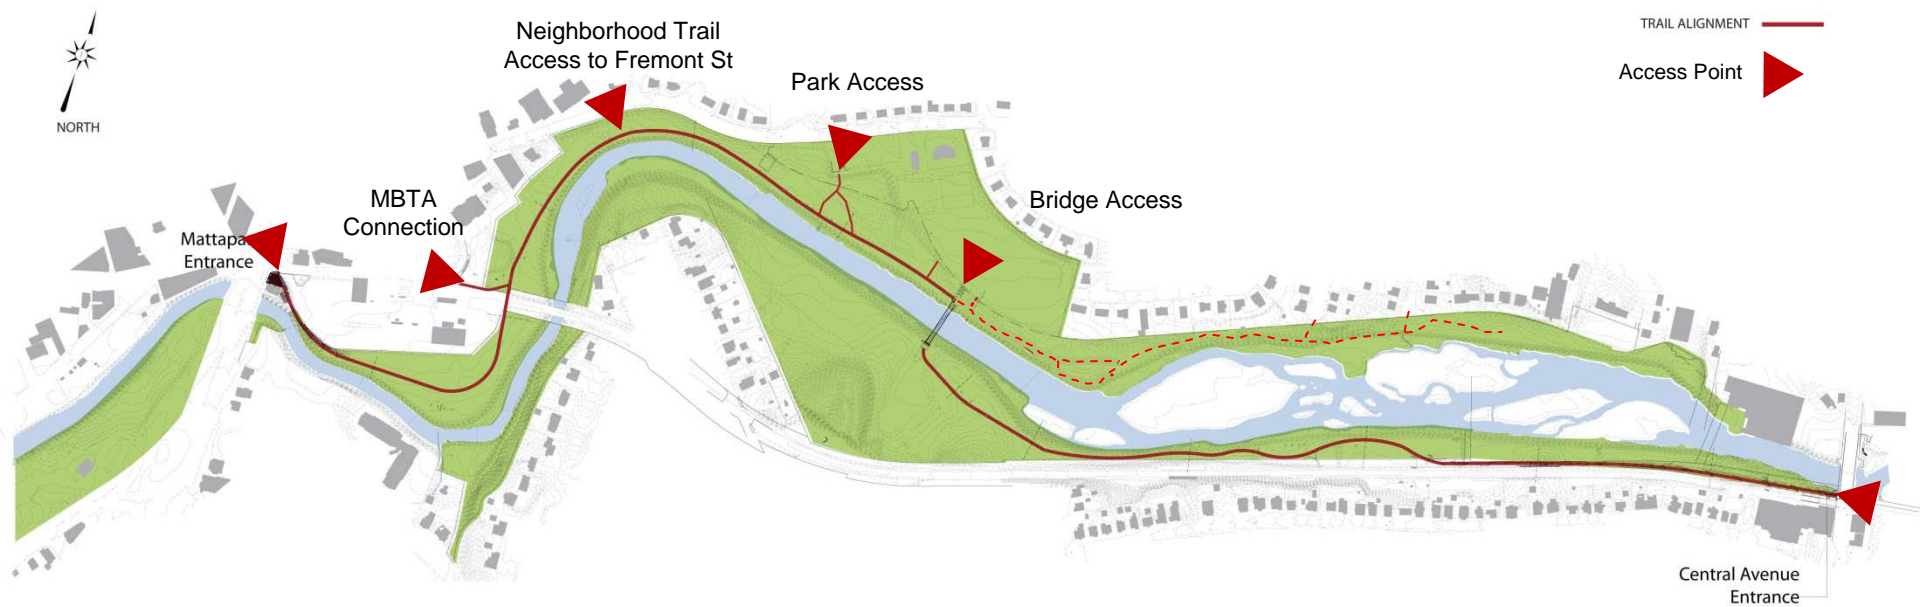 NORTH
Neighborhood Trail
Access to Fremont St
Park Access
TRAIL ALIGNMENT
Access Point
MBTA
Connection
Bridge Access
Entrance
Central Avenue
Entrance